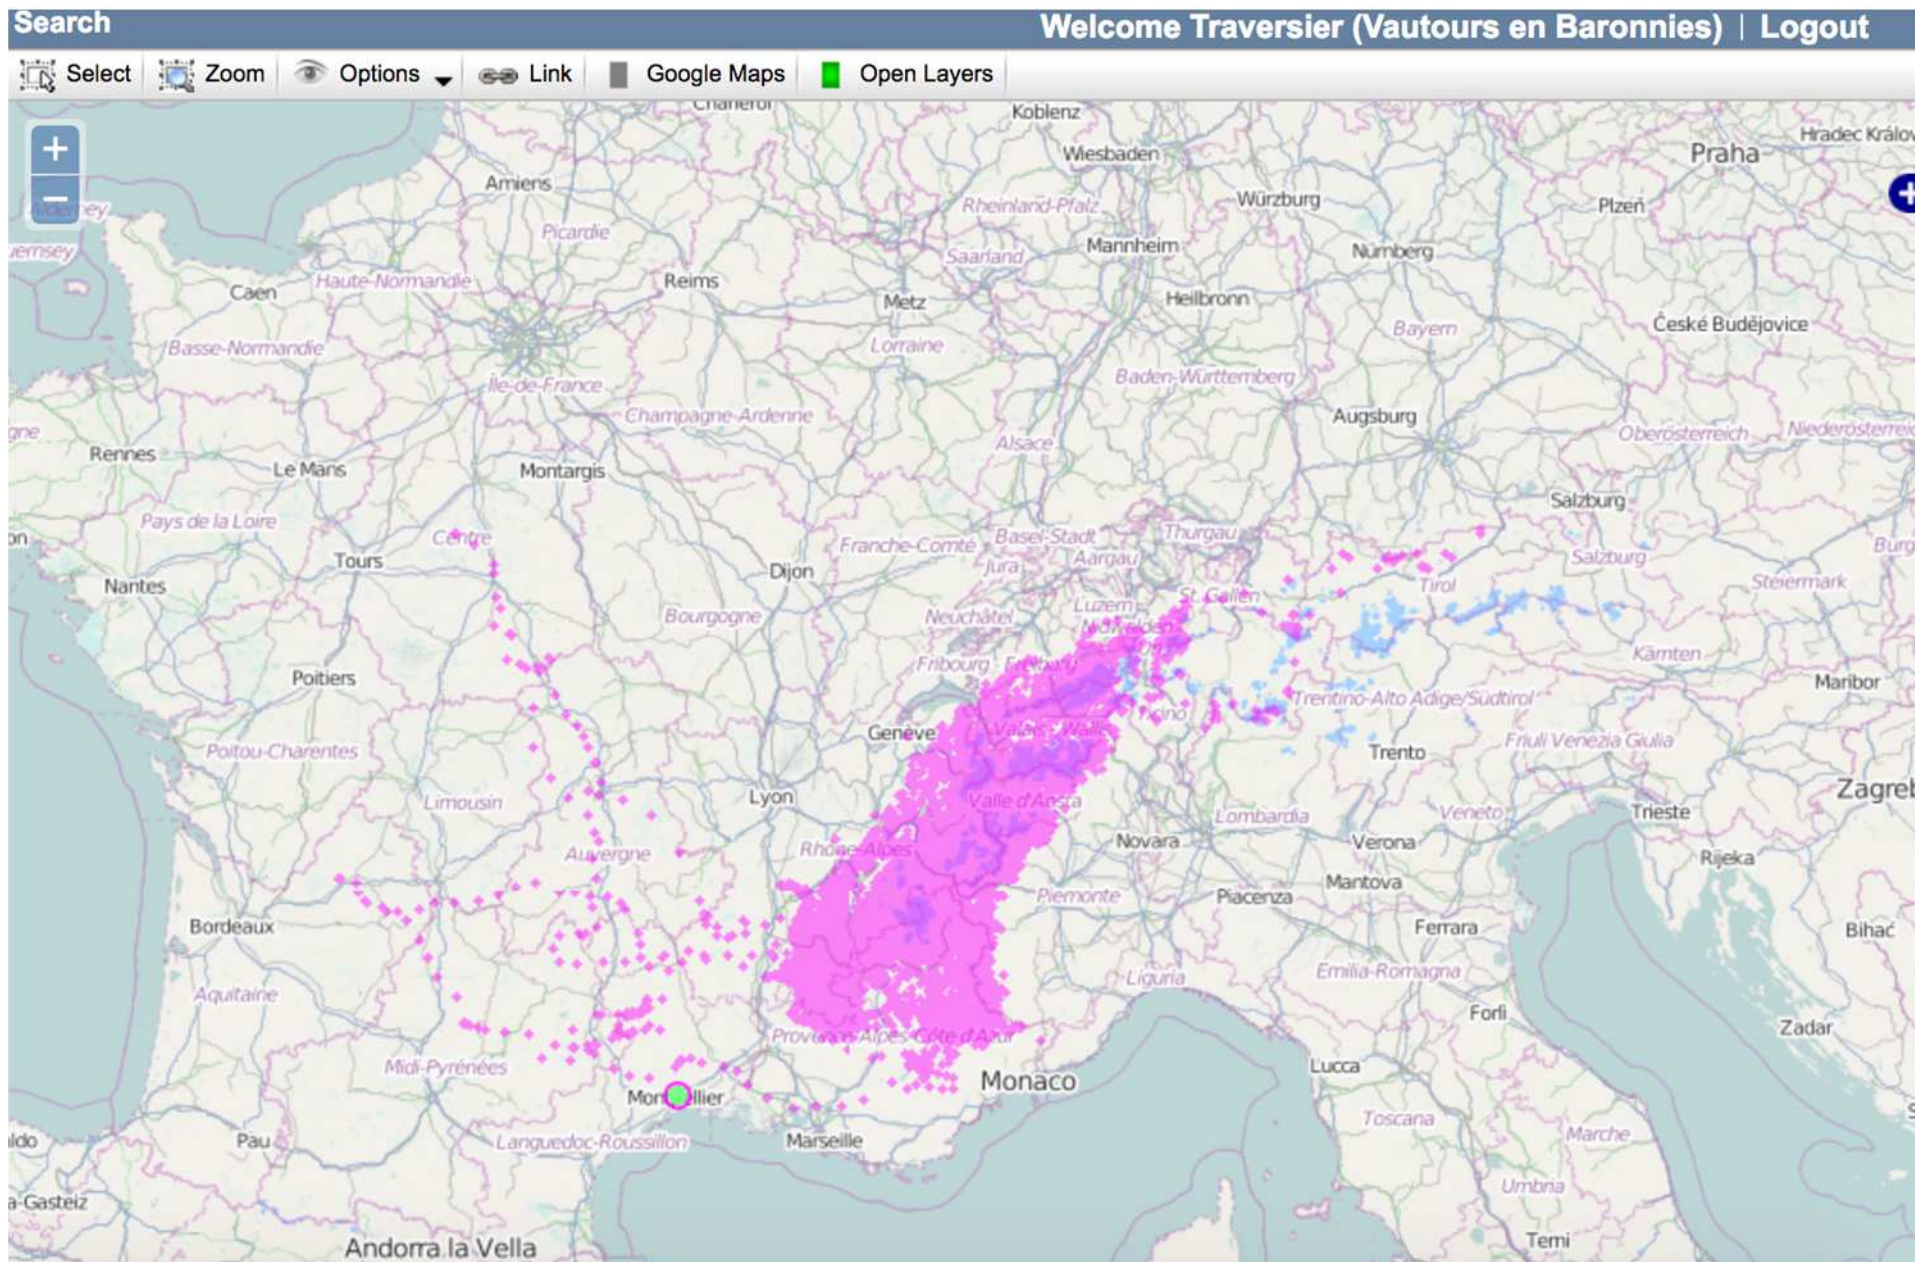 Search
Welcome Traversier (Vautours en Baronnies) | Logout
Select Zoom Options Link Google Maps Open Layers
Koblenz
Hradec
Wiesbaden
Praha
Amiens
Rheinland-Pfalz
Würzburg
Plzeň
Picardie
Mannheim
Nürnberg
Saarland
Haute-Normandie
Reims
Caen
Metz
Heilbronn
České Budějovice
Bayern
Basse-Normandie
Lorraine
Île-de-France
Baden-Württemberg
Champagne-Ardenne
Augsburg
Alsace
Oberösterreich
Rennes
Le Mans
Montargis
Salzburg
Pays de la Loire
Centre
Franche-Comté
Basel-Stadt
Thurgau
Tours
Jura
Aargau
Salzburg
Nantes
Dijon
Tirol
Steiermark
St. Gallen
Luzern
Bourgogne
Neuchâtel
Nidwalden
Kärnten
Fribourg - Freiburg
Poitiers
Maribor
Trentino-Alto Adige/Südtirol
Ticino
Genève
Valais - Wallis
Poitou-Charentes
Trento
Friuli Venezia Giulia
Lyon
Limousin
Valle d'Aosta
Lombardia
Veneto
Trieste
Novara
Verona
Auvergne
Rhône-Alpes
Rijeka
Mantova
Piemonte
Piacenza
Bordeaux
Ferrara
Bihać
Liguria
Emilia-Romagna
Aquitaine
Forlì
Zadar
Provence-Alpes-Côte d'Azur
Midi-Pyrénées
Lucca
Monaco
Toscana
Pau
Languedoc-Roussillon
Marseille
Marche
Umbria
Andorra la Vella
Terni